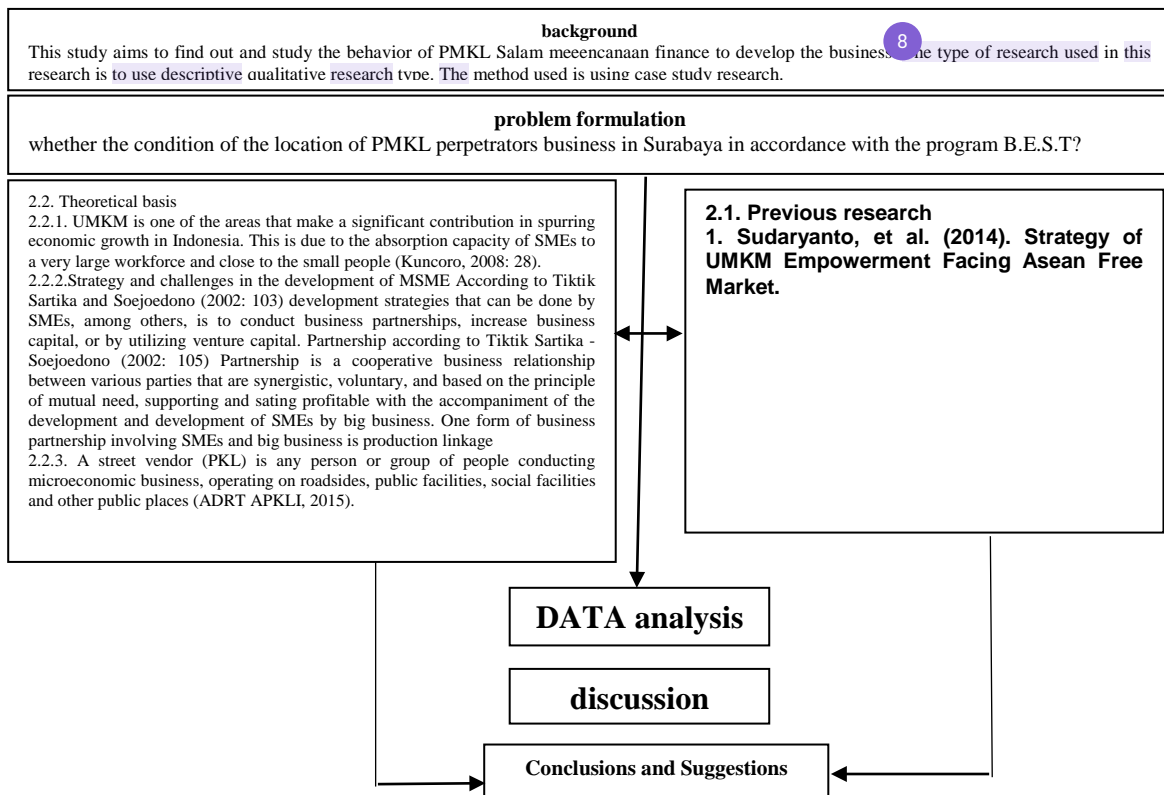 background
This study aims to find out and study the behavior of PMKL Salam meeencanaan finance to develop the business. 8 he type of research used in this
research is to use descriptive qualitative research type. The method used is using case study research.
problem formulation
whether the condition of the location of PMKL perpetrators business in Surabaya in accordance with the program B.E.S.T?
2.2. Theoretical basis
2.2.1. UMKM is one of the areas that make a significant contribution in spurring
economic growth in Indonesia. This is due to the absorption capacity of SMEs to
a very large workforce and close to the small people (Kuncoro, 2008: 28).
2.2.2.Strategy and challenges in the development of MSME According to Tiktik
Sartika and Soejoedono (2002: 103) development strategies that can be done by
SMEs, among others, is to conduct business partnerships, increase business
capital, or by utilizing venture capital. Partnership according to Tiktik Sartika -
Soejoedono (2002: 105) Partnership is a cooperative business relationship
between various parties that are synergistic, voluntary, and based on the principle
of mutual need, supporting and sating profitable with the accompaniment of the
development and development of SMEs by big business. One form of business
partnership involving SMEs and big business is production linkage
2.2.3. A street vendor (PKL) is any person or group of people conducting
microeconomic business, operating on roadsides, public facilities, social facilities
and other public places (ADRT APKLI, 2015).
2.1. Previous research
1. Sudaryanto, et al. (2014). Strategy of
UMKM Empowerment Facing Asean Free
Market.
DATA analysis
discussion
Conclusions and Suggestions